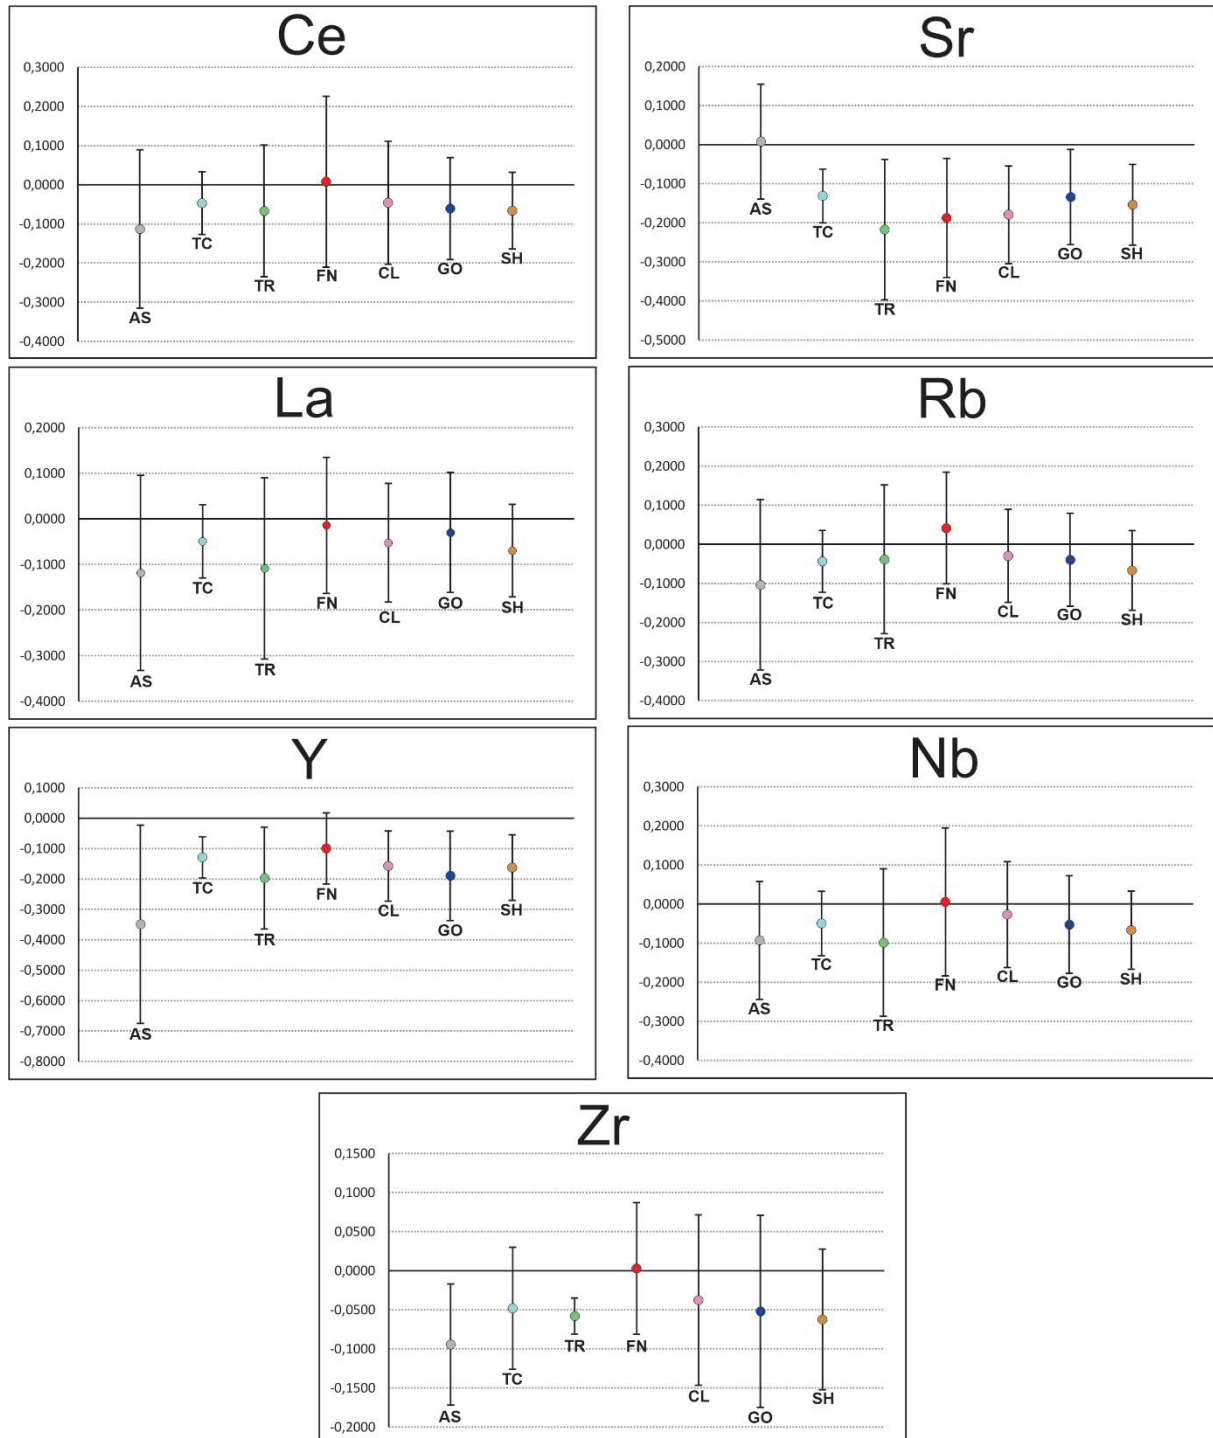 Ce
0,3000
0,2000
0,1000
0,0000
-0,1000
-0,2000
-0,3000
-0,4000
AS
TC
TR
FN
CL
GO
SH
Sr
0,2000
0,1000
0,0000
-0,1000
-0,2000
-0,3000
-0,4000
-0,5000
AS
TC
TR
FN
CL
GO
SH
La
0,2000
0,1000
0,0000
-0,1000
-0,2000
-0,3000
-0,4000
AS
TC
TR
FN
CL
GO
SH
Rb
0,3000
0,2000
0,1000
0,0000
-0,1000
-0,2000
-0,3000
-0,4000
AS
TC
TR
FN
CL
GO
SH
Y
0,1000
0,0000
-0,1000
-0,2000
-0,3000
-0,4000
-0,5000
-0,6000
-0,7000
-0,8000
AS
TC
TR
FN
CL
GO
SH
Nb
0,3000
0,2000
0,1000
0,0000
-0,1000
-0,2000
-0,3000
-0,4000
AS
TC
TR
FN
CL
GO
SH
Zr
0,1500
0,1000
0,0500
0,0000
-0,0500
-0,1000
-0,1500
-0,2000
AS
TC
TR
FN
CL
GO
SH